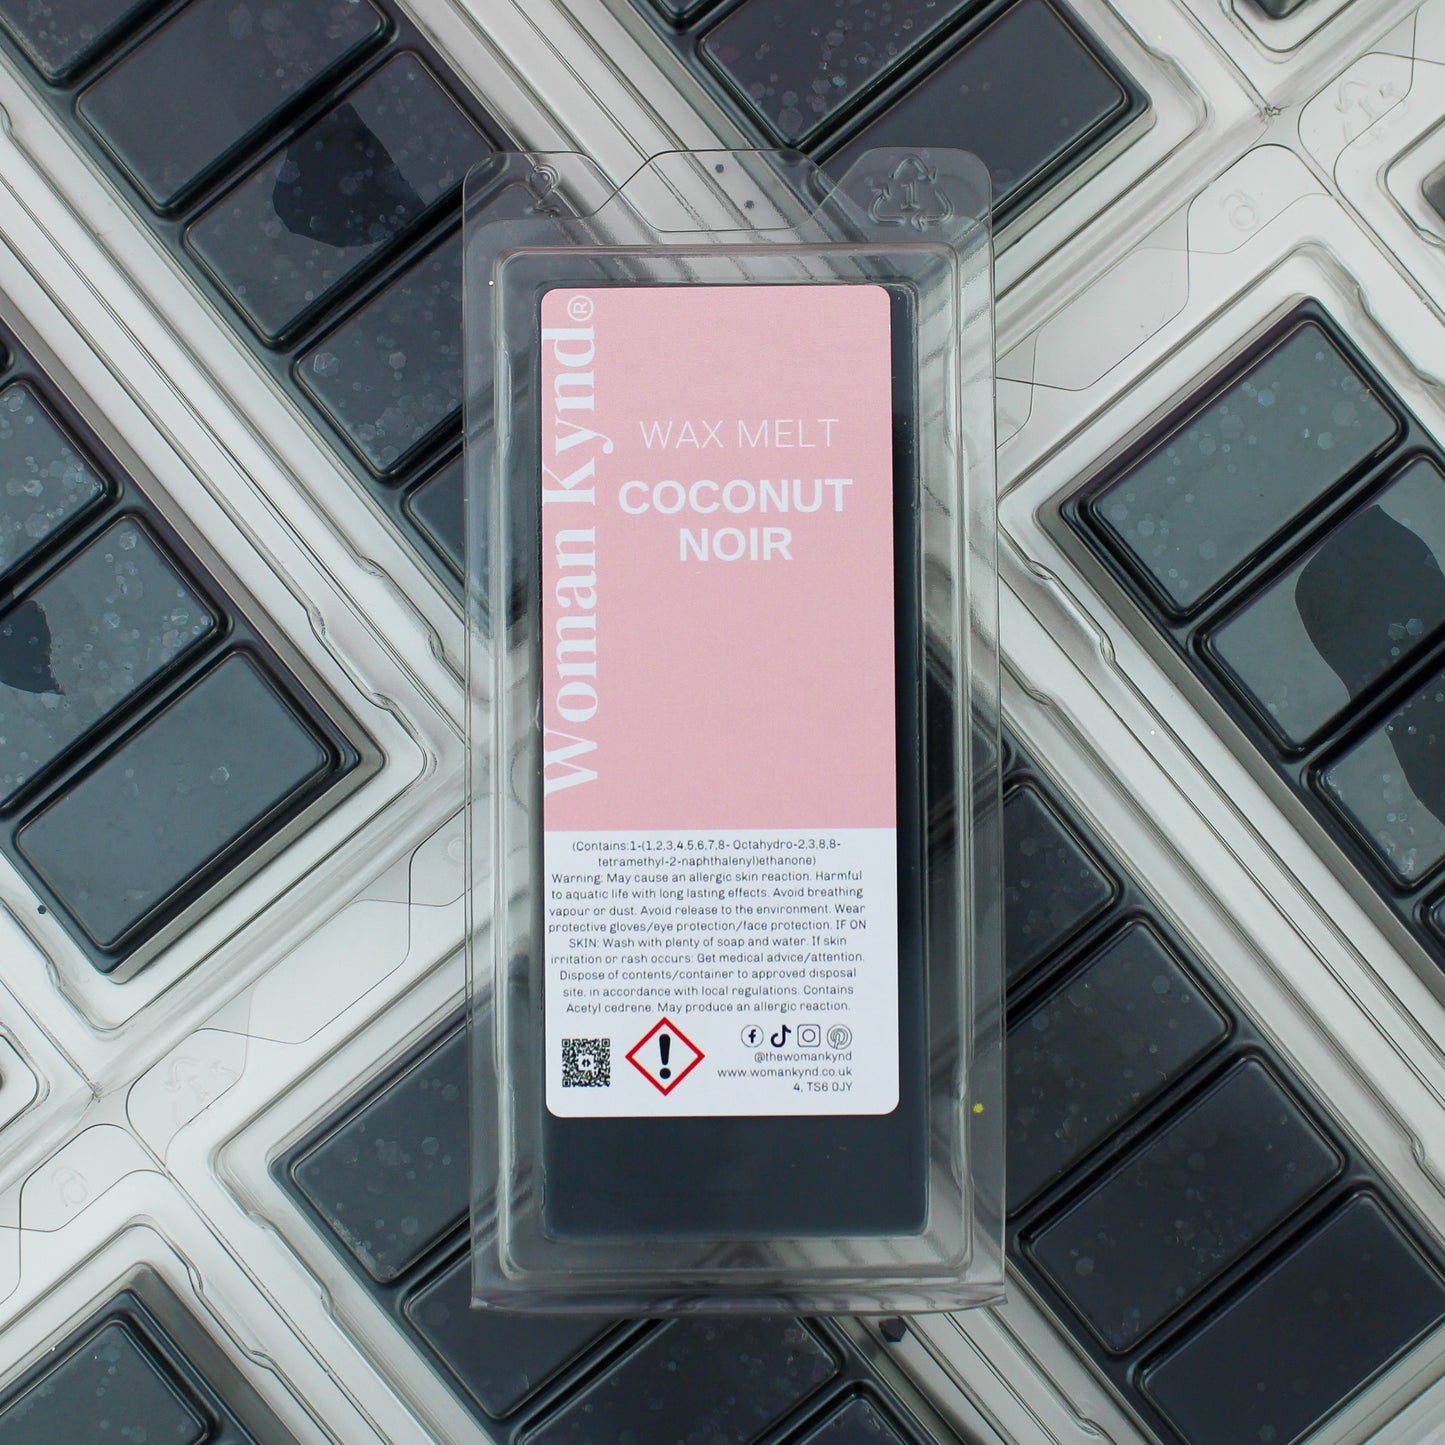 Woman Kynd®
WAX MELT
COCONUT
NOIR
(Contains:1-(1,2,3,4,5,6,7,8- Octahydro-2,3,8,8-
tetramethyl-2-naphthalenyl)ethanone)
Warning: May cause an allergic skin reaction. Harmful
to aquatic life with long lasting effects. Avoid breathing
vapour or dust. Avoid release to the environment. Wear
protective gloves/eye protection/face protection. IF ON
SKIN: Wash with plenty of soap and water. If skin
irritation or rash occurs: Get medical advice/attention.
Dispose of contents/container to approved disposal
site, in accordance with local regulations. Contains
Acetyl cedrene. May produce an allergic reaction.
@thewomankynd
www.womankynd.co.uk
4, TS6 0JY
2
1